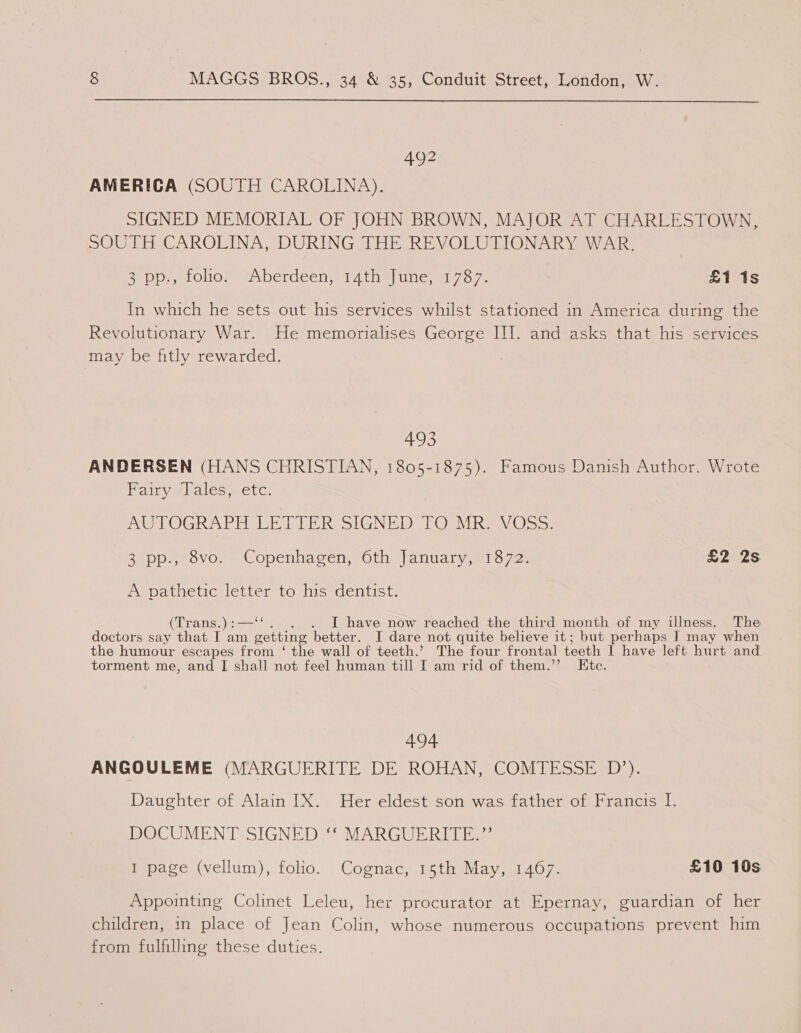 8 MAGGS BROS., 34 & 35, Conduit Street, London, W.
492
AMERICA (SOUTH CAROLINA).
SIGNED MEMORIAL OF JOHN BROWN, MAJOR AT CHARLESTOWN,
SOUTH CAROLINA, DURING THE REVOLUTIONARY WAR.
3 pp., folio. Aberdeen, 14th June, 1787. £1 1s
In which he sets out his services whilst stationed in America during the
Revolutionary War. He memorialises George III. and asks that his services
may be fitly rewarded.
493
ANDERSEN (HANS CHRISTIAN, 1805-1875). Famous Danish Author. Wrote
Fairy Tales, etc.
AUTOGRAPH LETTER SIGNED TO MR. VOSS.
3 pp., 8vo. Copenhagen, 6th January, 1872. £2 2s
A pathetic letter to his dentist.
(Trans.):—‘‘. . . I have now reached the third month of my illness. The
doctors say that I am getting better. I dare not quite believe it; but perhaps I may when
the humour escapes from ‘ the wall of teeth.’ The four frontal teeth I have left hurt and
torment me, and I shall not feel human till I am rid of them.’’ Etc.
494
ANGOULEME (MARGUERITE DE ROHAN, COMTESSE D’).
Daughter of Alain IX. Her eldest son was father of Francis I.
DOCUMENT SIGNED ‘‘ MARGUERITE.’’
1 page (vellum), folio. Cognac, 15th May, 1467. £10 10s
Appointing Colinet Leleu, her procurator at Epernay, guardian of her
children, in place of Jean Colin, whose numerous occupations prevent him
from fulfilling these duties.